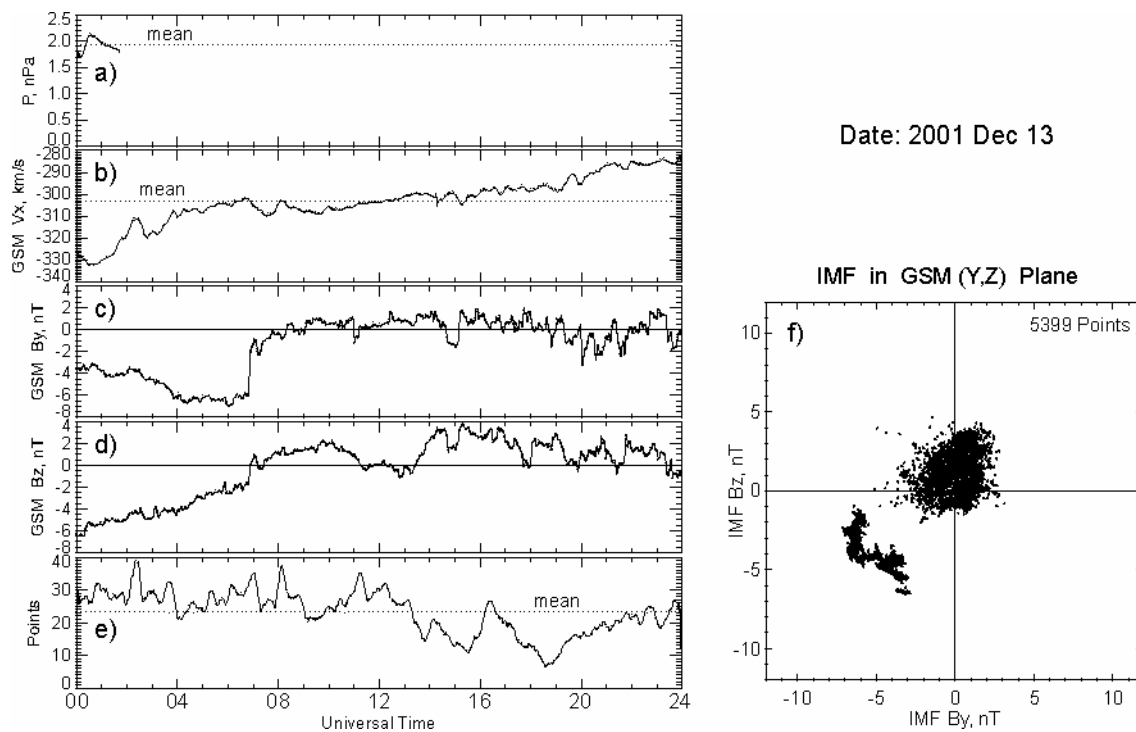 2.5
2.0
1.5
1.0
0.5
0.0
P, nPa
mean
a)
-280
-290
-300
-310
-320
-330
-340
GSM Vx, km/s
b)
mean
4
2
0
-2
-4
-6
-8
GSM By, nT
c)
4
2
0
-2
-4
-6
-8
GSM Bz, nT
d)
40
30
20
10
0
Points
e)
mean
00 04 08 12 16 20 24
Universal Time
Date: 2001 Dec 13
IMF in GSM (Y,Z) Plane
f)
5399 Points
10
5
0
-5
-10
IMF Bz, nT
-10 -5 0 5 10
IMF By, nT